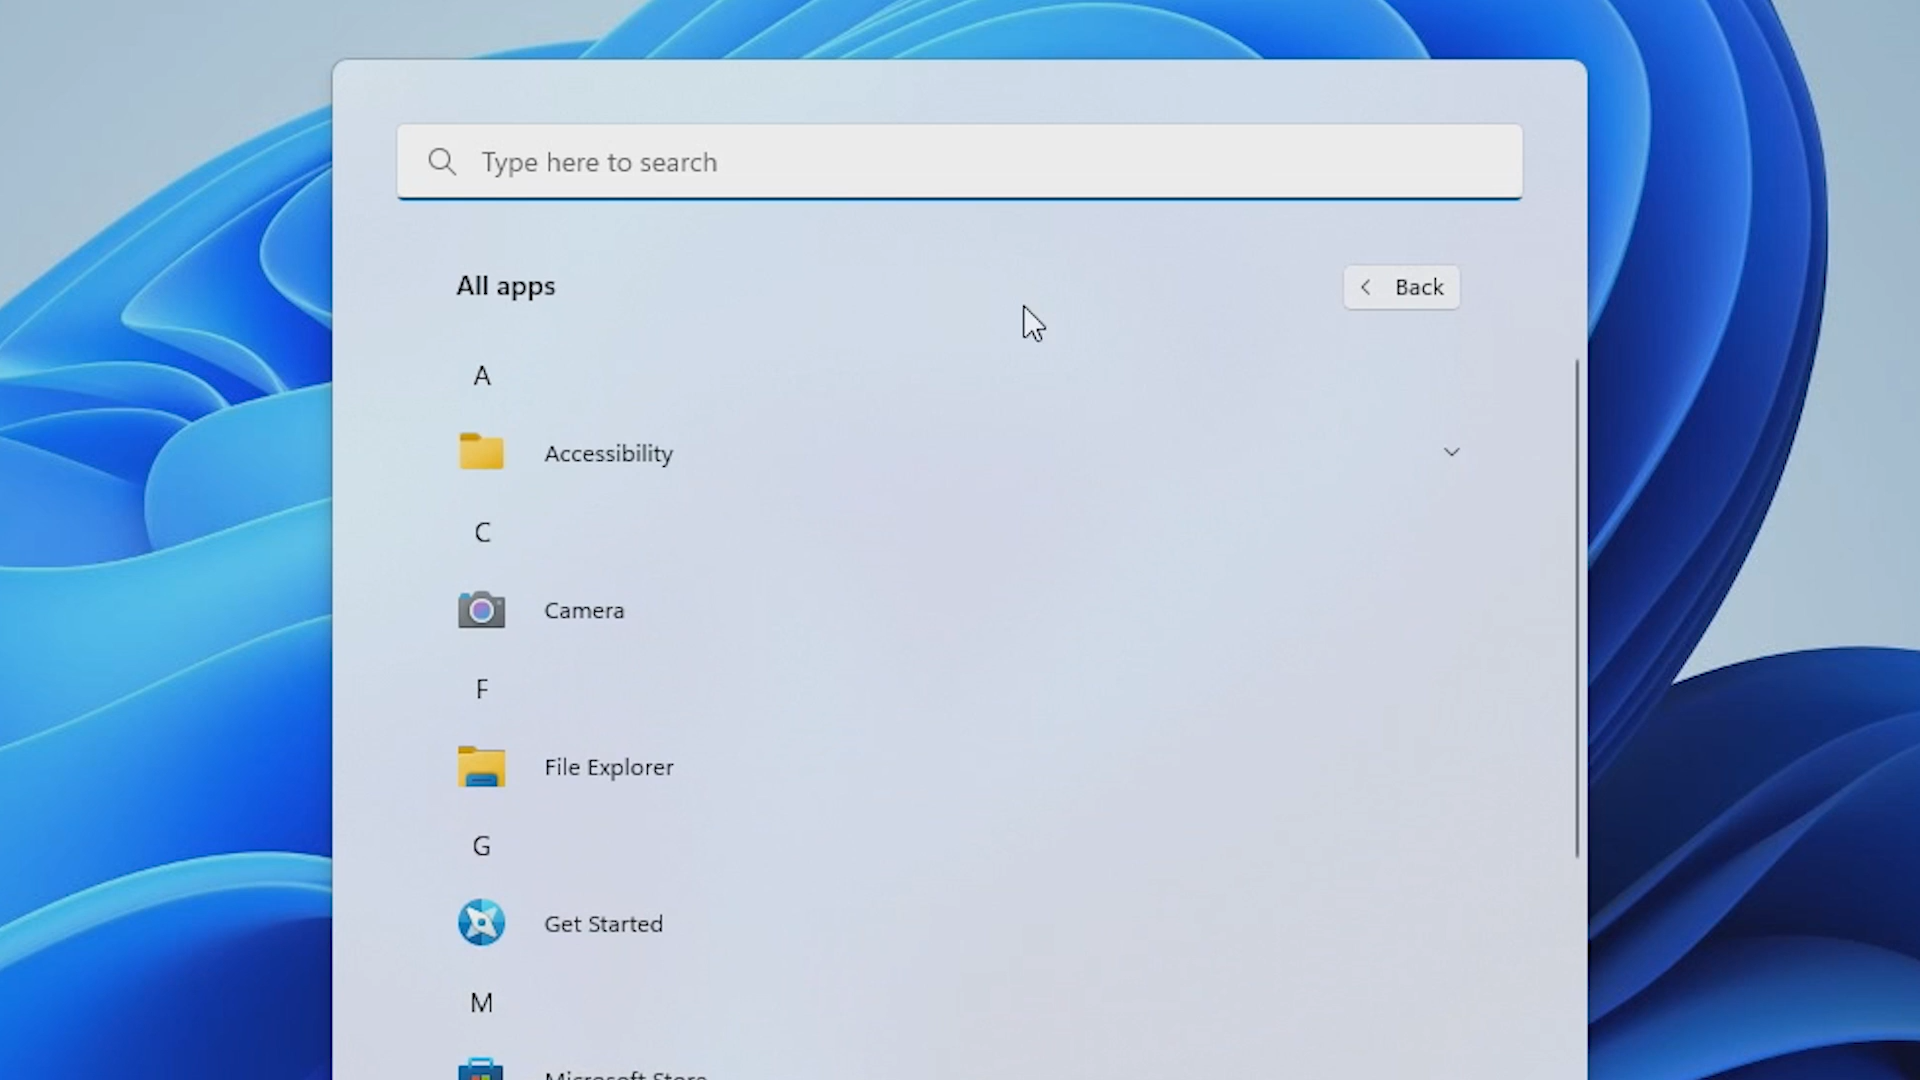 Type here to search
All apps
Back
A
Accessibility
C
Camera
F
File Explorer
G
Get Started
M
Microsoft Store